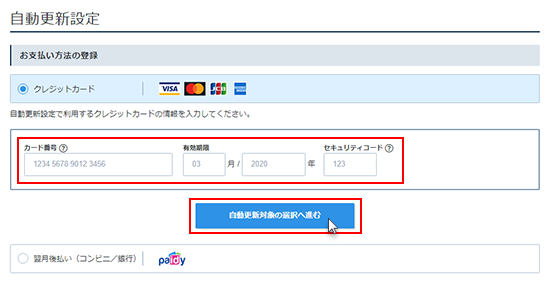 自動更新設定
お支払い方法の登録
クレジットカード VISA MasterCard JCB AMERICAN EXPRESS
自動更新設定で利用するクレジットカードの情報を入力してください。
カード番号 ? 有効期限 セキュリティコード ?
1234 5678 9012 3456 03 月 / 2020 年 123
自動更新対象の選択へ進む
翌月後払い（コンビニ／銀行） paidy